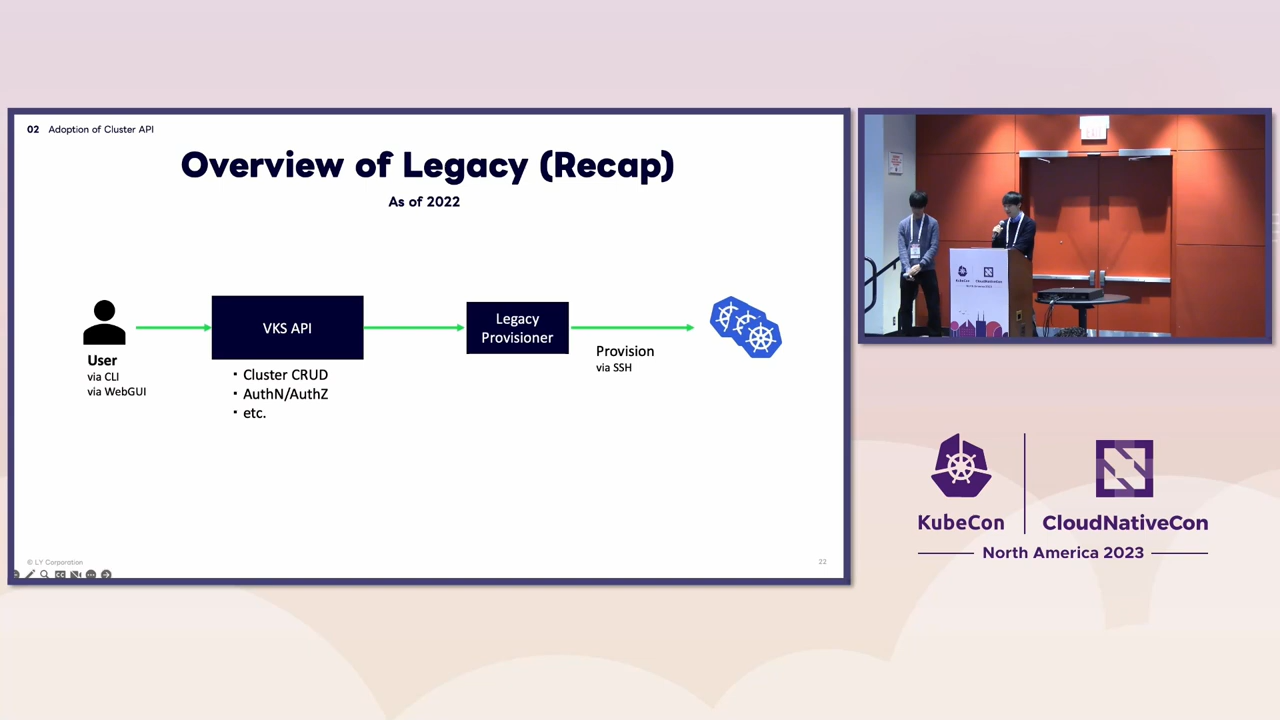 02 Adoption of Cluster API
Overview of Legacy (Recap)
As of 2022
User
via CLI
via WebGUI
VKS API
· Cluster CRUD
· AuthN/AuthZ
· etc.
Legacy
Provisioner
Provision
via SSH
© LY Corporation
22
KubeCon
CloudNativeCon
North America 2023